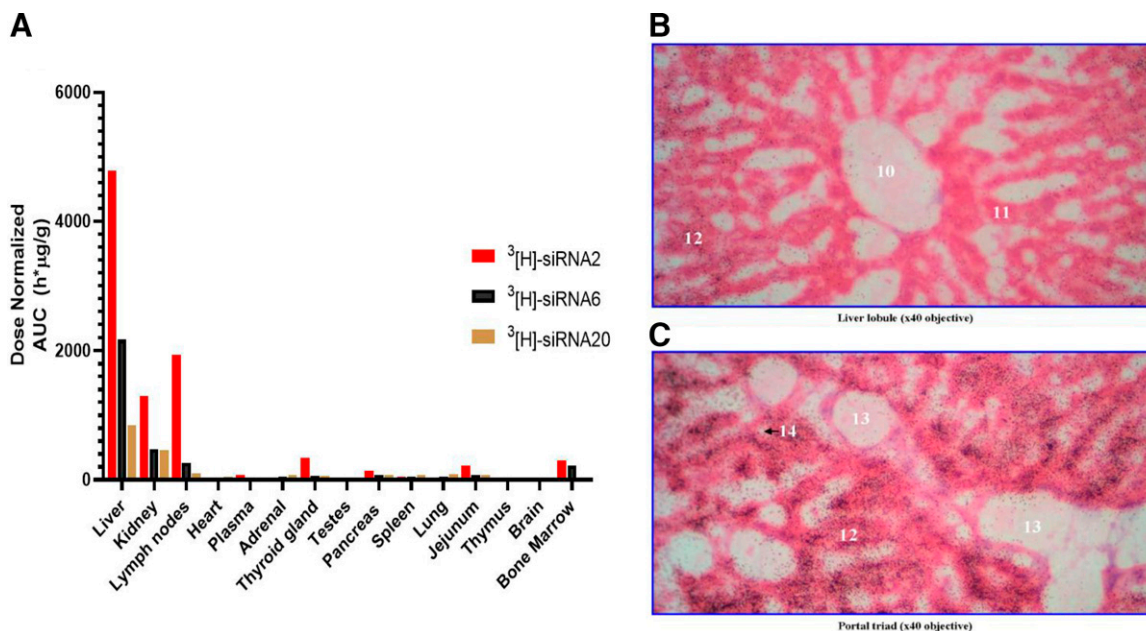 A
Dose Normalized
AUC (h*µg/g)
6000
4000
2000
0
³[H]-siRNA2
³[H]-siRNA6
³[H]-siRNA20
Liver
Kidney
Lymph nodes
Heart
Plasma
Adrenal
Thyroid gland
Testes
Pancreas
Spleen
Lung
Jejunum
Thymus
Brain
Bone Marrow
B
10
11
12
Liver lobule (x40 objective)
C
13
14
12
13
Portal triad (x40 objective)